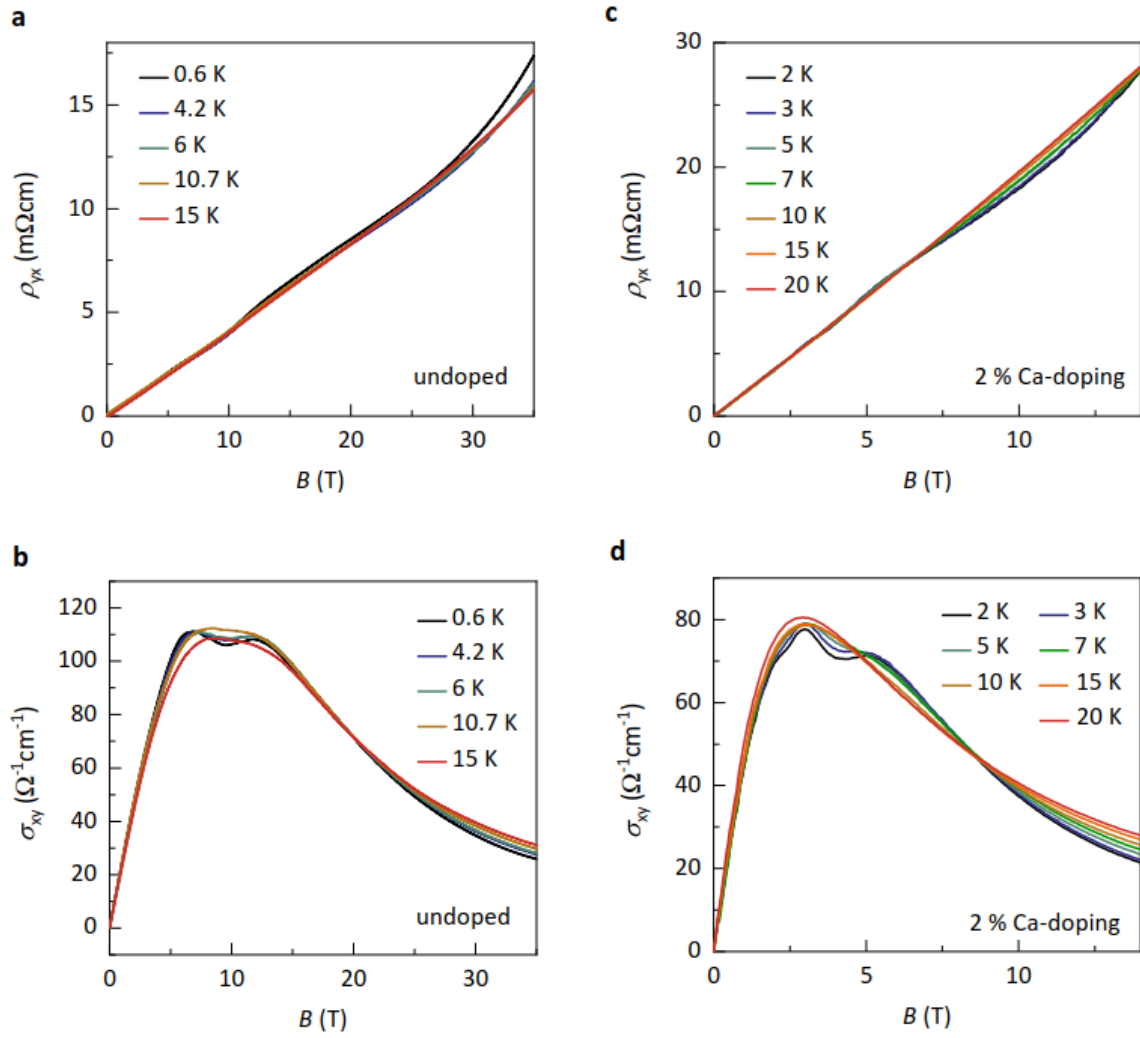 a
ρyx (mΩcm)
15
10
5
0
0.6 K
4.2 K
6 K
10.7 K
15 K
undoped
0 10 20 30
B (T)
c
ρyx (mΩcm)
30
20
10
0
2 K
3 K
5 K
7 K
10 K
15 K
20 K
2 % Ca-doping
0 5 10
B (T)
b
σxy (Ω⁻¹cm⁻¹)
120
100
80
60
40
20
0
0.6 K
4.2 K
6 K
10.7 K
15 K
undoped
0 10 20 30
B (T)
d
σxy (Ω⁻¹cm⁻¹)
80
60
40
20
0
2 K 3 K
5 K 7 K
10 K 15 K
20 K
2 % Ca-doping
0 5 10
B (T)